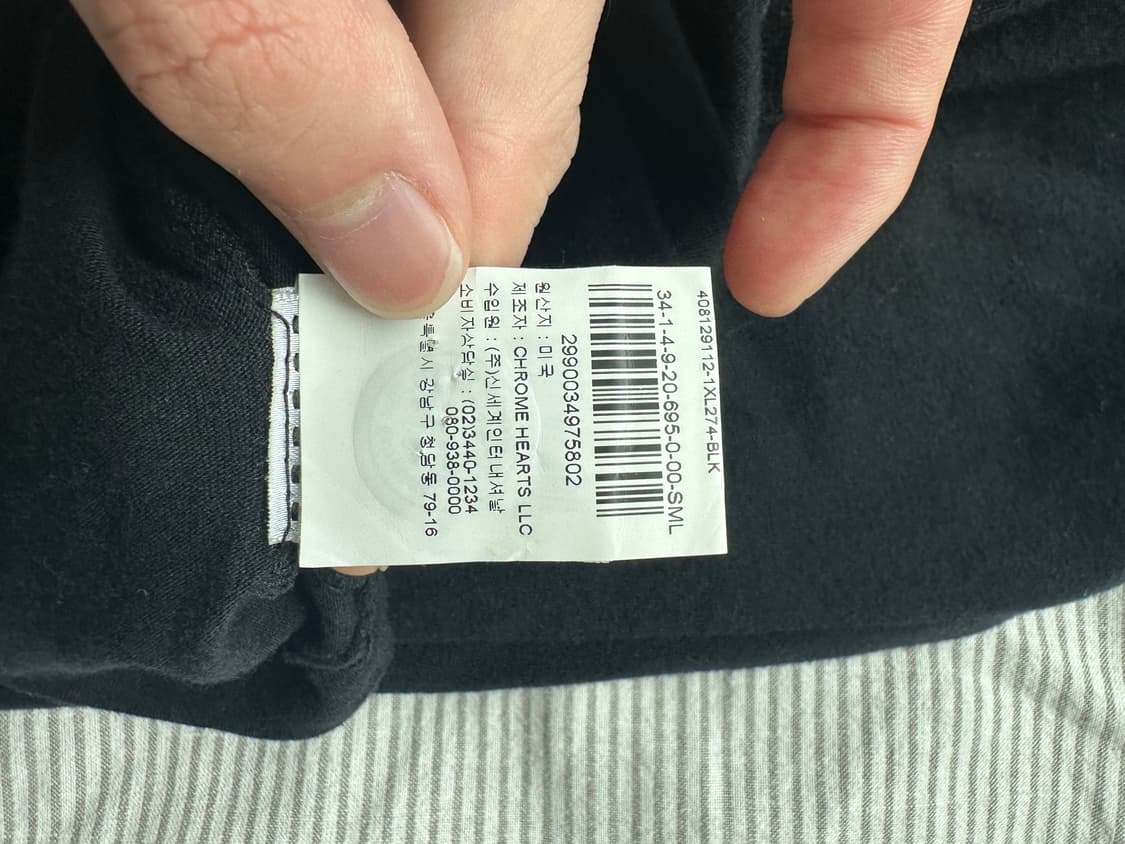 408129112-1XL274-BLK
34-1-4-9-20-695-0-00-SML
2990034975802
원산지 : 미국
제조자 : CHROME HEARTS LLC
수입원 : (주)신세계인터내셔날
소비자상담실 : (02)3440-1234
080-938-0000
특별시 강남구 청담동 79-16